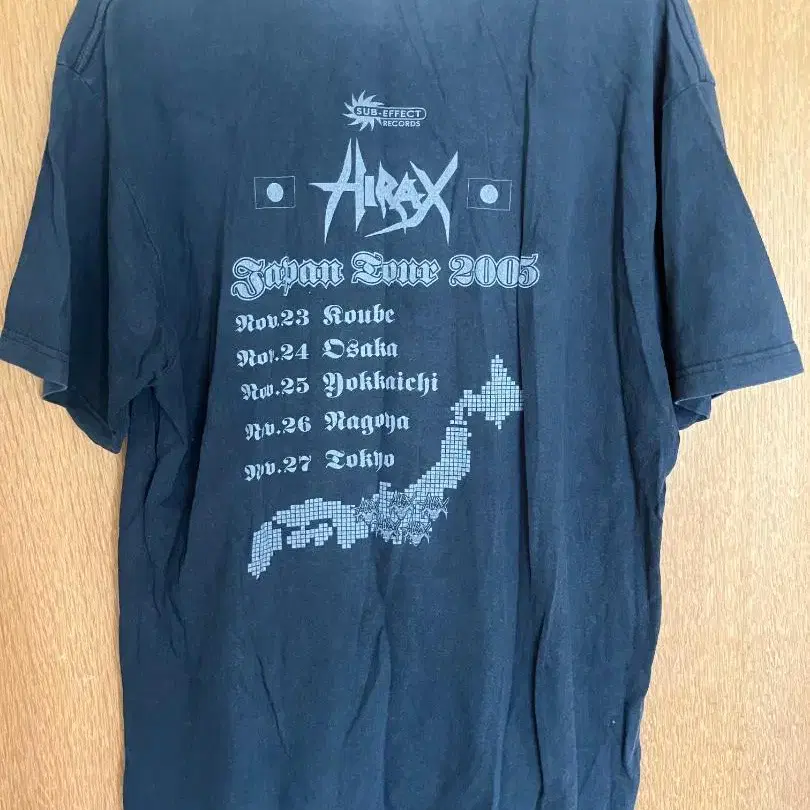 SUB-EFFECT
RECORDS
HIRAX
Japan Tour 2005
Nov.23 Koube
Nov.24 Osaka
Nov.25 Yokkaichi
Nov.26 Nagoya
Nov.27 Tokyo